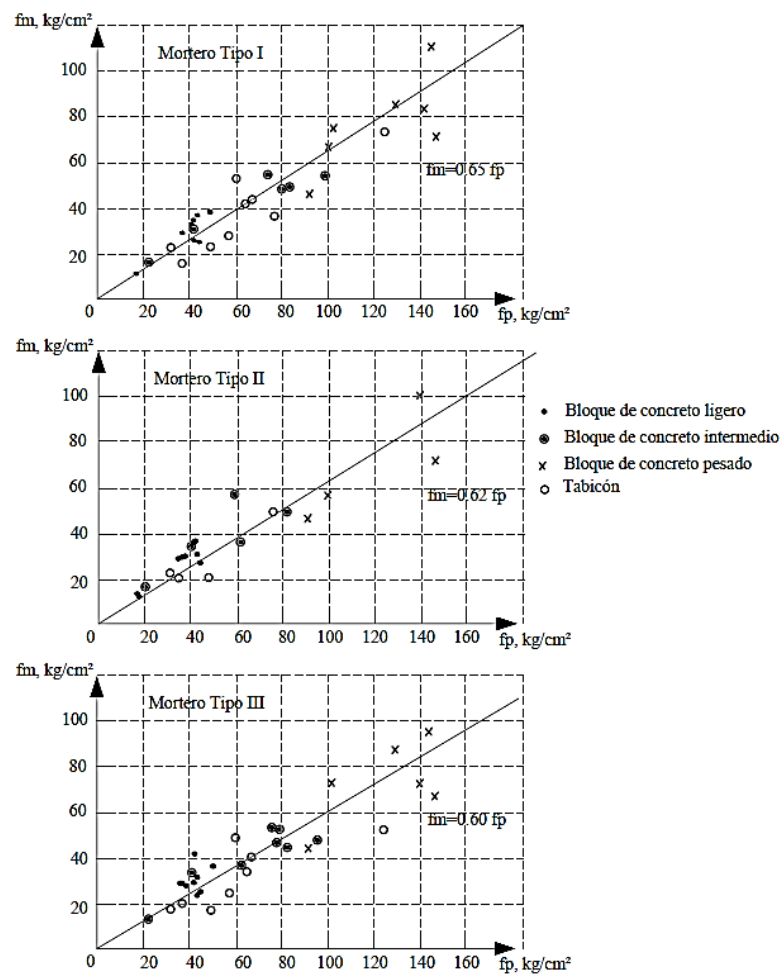 fm, kg/cm²
Mortero Tipo I
100
80
60
fm=0.65 fp
40
20
0 20 40 60 80 100 120 140 160 fp, kg/cm²
fm, kg/cm²
Mortero Tipo II
100
80
60
fm=0.62 fp
40
20
0 20 40 60 80 100 120 140 160 fp, kg/cm²
Bloque de concreto lígero
Bloque de concreto intermedio
Bloque de concreto pesado
Tabicón
fm, kg/cm²
Mortero Tipo III
100
80
60
fm=0.60 fp
40
20
0 20 40 60 80 100 120 140 160 fp, kg/cm²